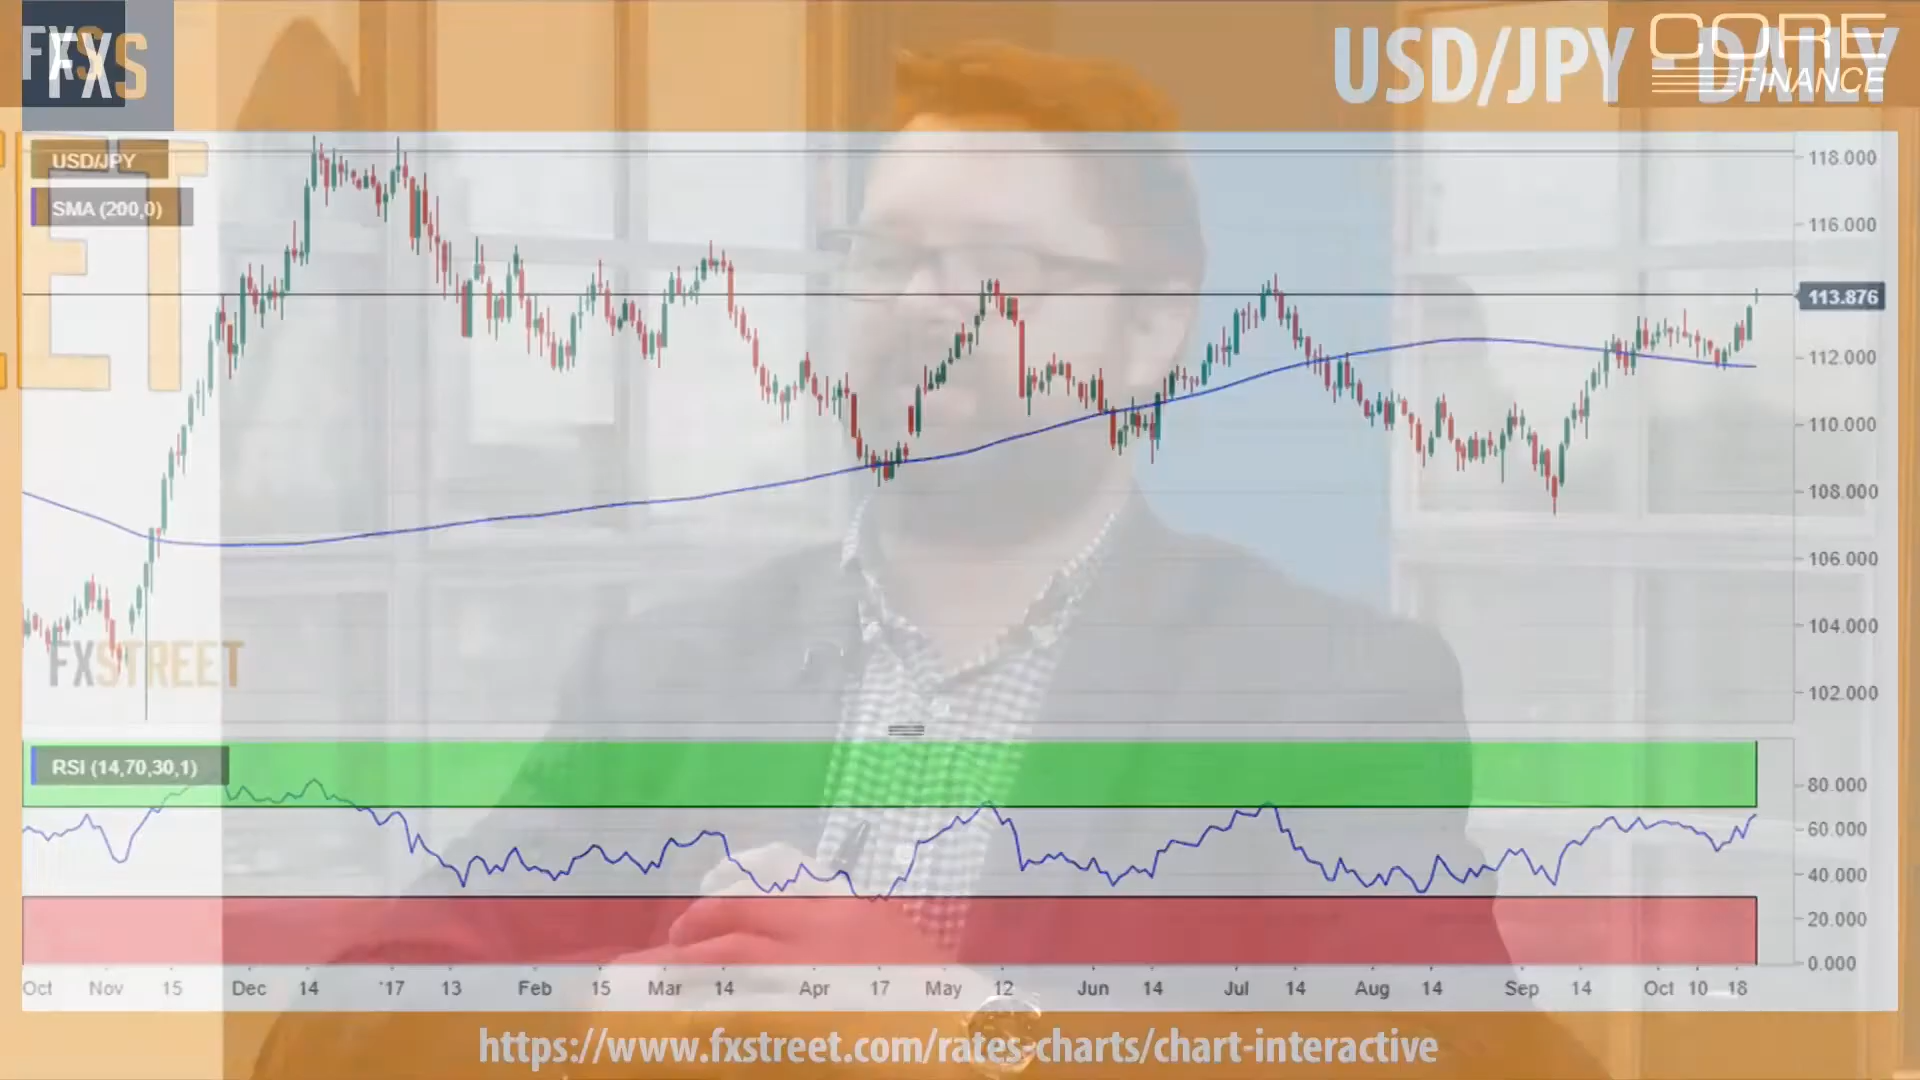 FXS
USD/JPY - DAILY
CORE
FINANCE
ET
USD/JPY
SMA (200,0)
118.000
116.000
113.876
112.000
110.000
108.000
106.000
104.000
102.000
FXSTREET
RSI (14,70,30,1)
80.000
60.000
40.000
20.000
0.000
Oct Nov 15 Dec 14 '17 13 Feb 15 Mar 14 Apr 17 May 12 Jun 14 Jul 14 Aug 14 Sep 14 Oct 10 18
https://www.fxstreet.com/rates-charts/chart-interactive